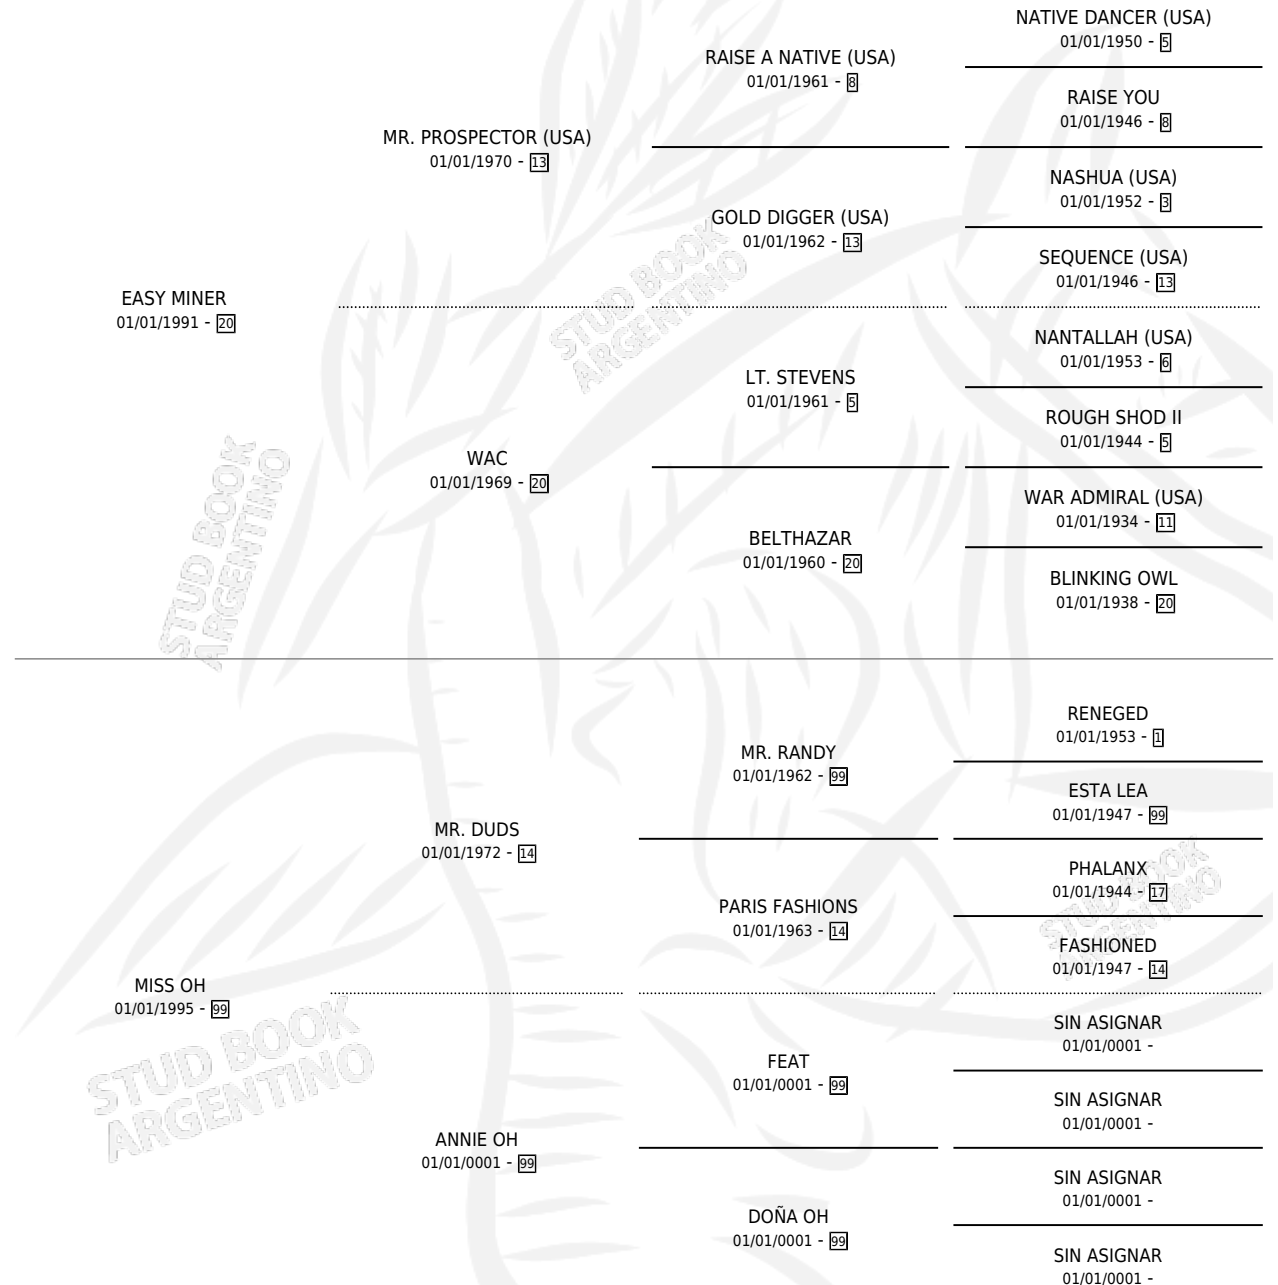 NATIVE DANCER (USA)
01/01/1950 - 5
RAISE A NATIVE (USA)
01/01/1961 - 8
RAISE YOU
01/01/1946 - 8
MR. PROSPECTOR (USA)
01/01/1970 - 13
NASHUA (USA)
01/01/1952 - 3
GOLD DIGGER (USA)
01/01/1962 - 13
SEQUENCE (USA)
01/01/1946 - 13
EASY MINER
01/01/1991 - 20
STUD BOOK
ARGENTINO
NANTALLAH (USA)
01/01/1953 - 6
LT. STEVENS
01/01/1961 - 5
ROUGH SHOD II
01/01/1944 - 5
WAC
01/01/1969 - 20
WAR ADMIRAL (USA)
01/01/1934 - 11
BELTHAZAR
01/01/1960 - 20
BLINKING OWL
01/01/1938 - 20
STUD BOOK
ARGENTINO
RENEGED
01/01/1953 - 1
MR. RANDY
01/01/1962 - 99
ESTA LEA
01/01/1947 - 99
MR. DUDS
01/01/1972 - 14
PHALANX
01/01/1944 - 17
PARIS FASHIONS
01/01/1963 - 14
FASHIONED
01/01/1947 - 14
STUD BOOK
ARGENTINO
MISS OH
01/01/1995 - 99
STUD BOOK
ARGENTINO
SIN ASIGNAR
01/01/0001 -
FEAT
01/01/0001 - 99
SIN ASIGNAR
01/01/0001 -
ANNIE OH
01/01/0001 - 99
SIN ASIGNAR
01/01/0001 -
DOÑA OH
01/01/0001 - 99
SIN ASIGNAR
01/01/0001 -